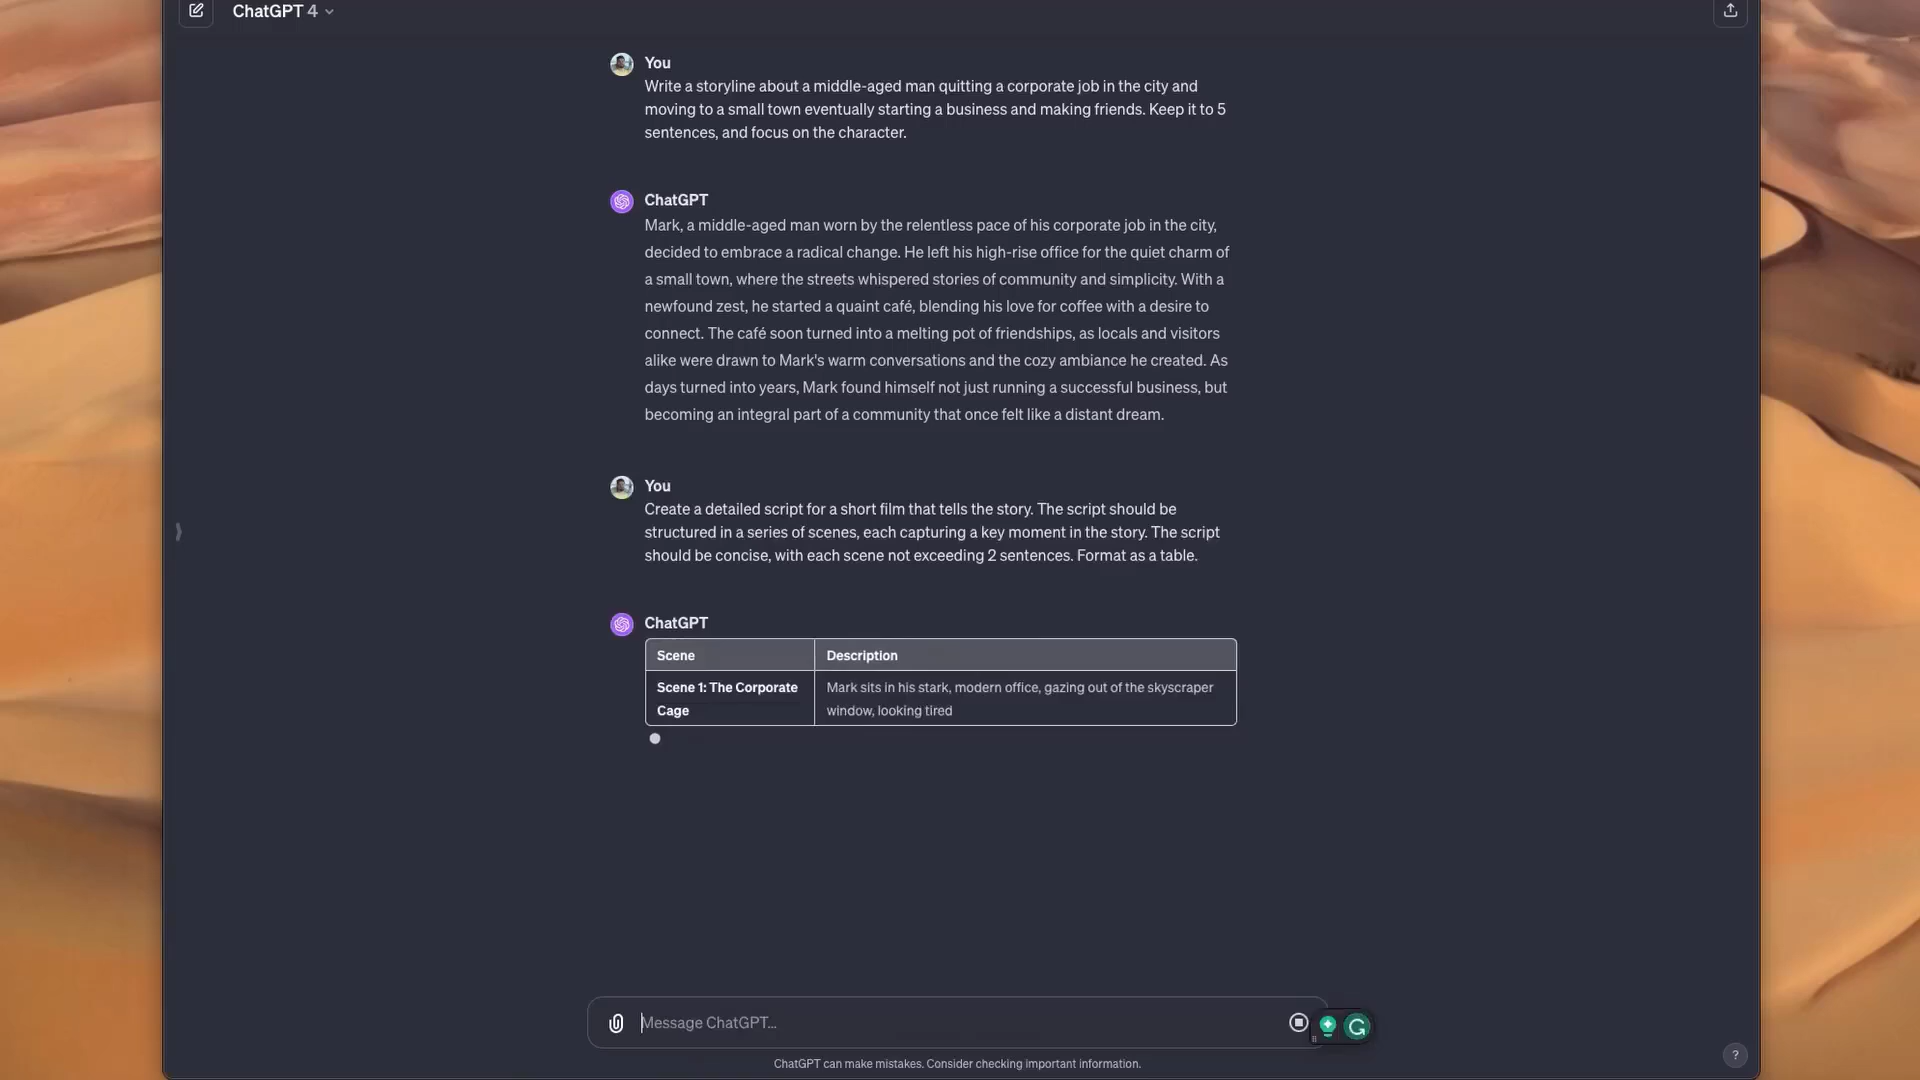 ChatGPT 4
You
Write a storyline about a middle-aged man quitting a corporate job in the city and
moving to a small town eventually starting a business and making friends. Keep it to 5
sentences, and focus on the character.
ChatGPT
Mark, a middle-aged man worn by the relentless pace of his corporate job in the city,
decided to embrace a radical change. He left his high-rise office for the quiet charm of
a small town, where the streets whispered stories of community and simplicity. With a
newfound zest, he started a quaint café, blending his love for coffee with a desire to
connect. The café soon turned into a melting pot of friendships, as locals and visitors
alike were drawn to Mark's warm conversations and the cozy ambiance he created. As
days turned into years, Mark found himself not just running a successful business, but
becoming an integral part of a community that once felt like a distant dream.
You
Create a detailed script for a short film that tells the story. The script should be
structured in a series of scenes, each capturing a key moment in the story. The script
should be concise, with each scene not exceeding 2 sentences. Format as a table.
ChatGPT
Scene
Description
Scene 1: The Corporate
Cage
Mark sits in his stark, modern office, gazing out of the skyscraper
window, looking tired
Message ChatGPT...
ChatGPT can make mistakes. Consider checking important information.
?